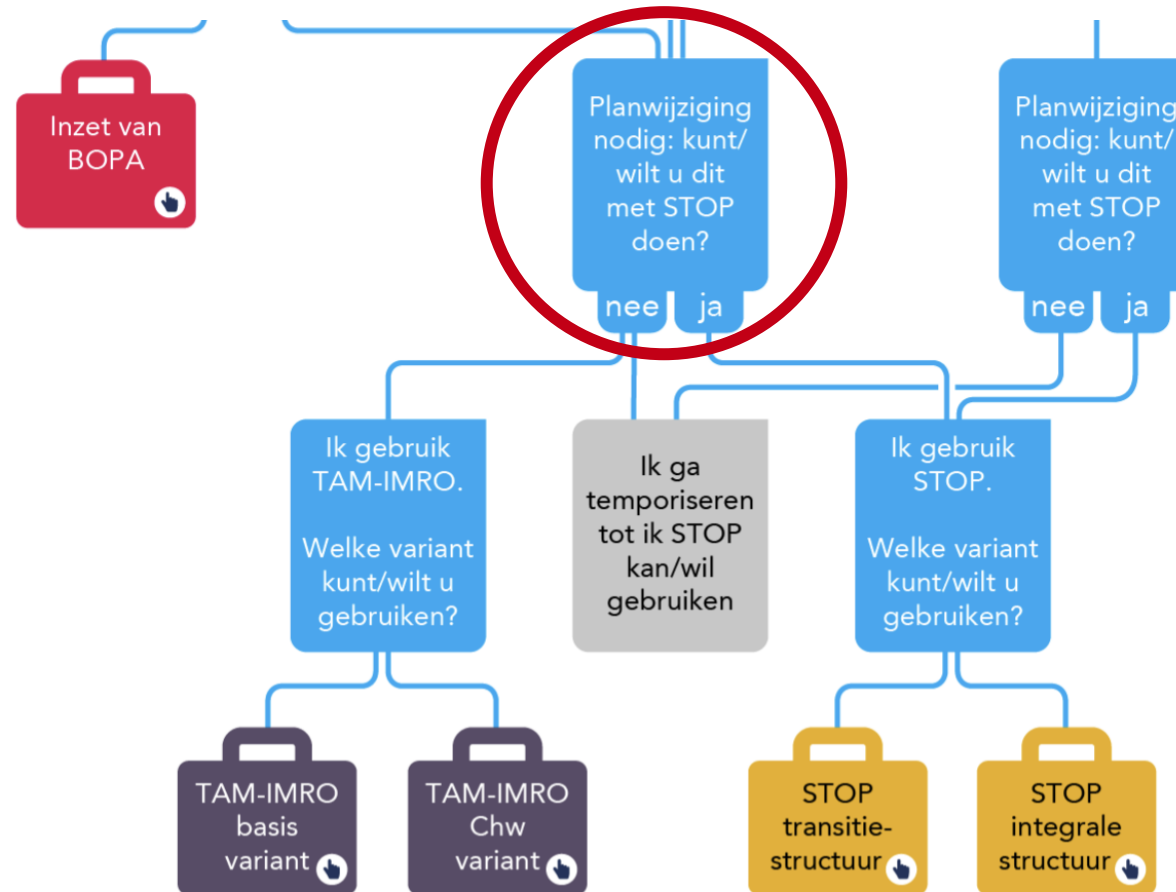 Inzet van
BOPA
Planwijziging
nodig: kunt/
wilt u dit
met STOP
doen?
nee ja
Planwijziging
nodig: kunt/
wilt u dit
met STOP
doen?
nee ja
Ik gebruik
TAM-IMRO.
Welke variant
kunt/wilt u
gebruiken?
Ik ga
temporiseren
tot ik STOP
kan/wil
gebruiken
Ik gebruik
STOP.
Welke variant
kunt/wilt u
gebruiken?
TAM-IMRO
basis
variant
TAM-IMRO
Chw
variant
STOP
transitie-
structuur
STOP
integrale
structuur